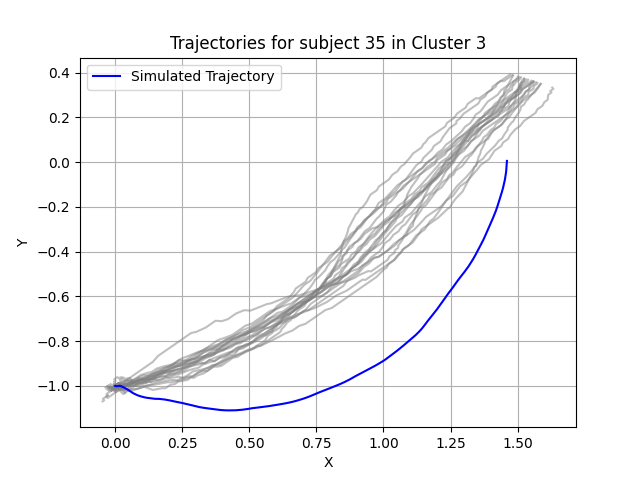 Trajectories for subject 35 in Cluster 3
Simulated Trajectory
0.4
0.2
0.0
−0.2
−0.4
−0.6
−0.8
−1.0
Y
0.00 0.25 0.50 0.75 1.00 1.25 1.50
X